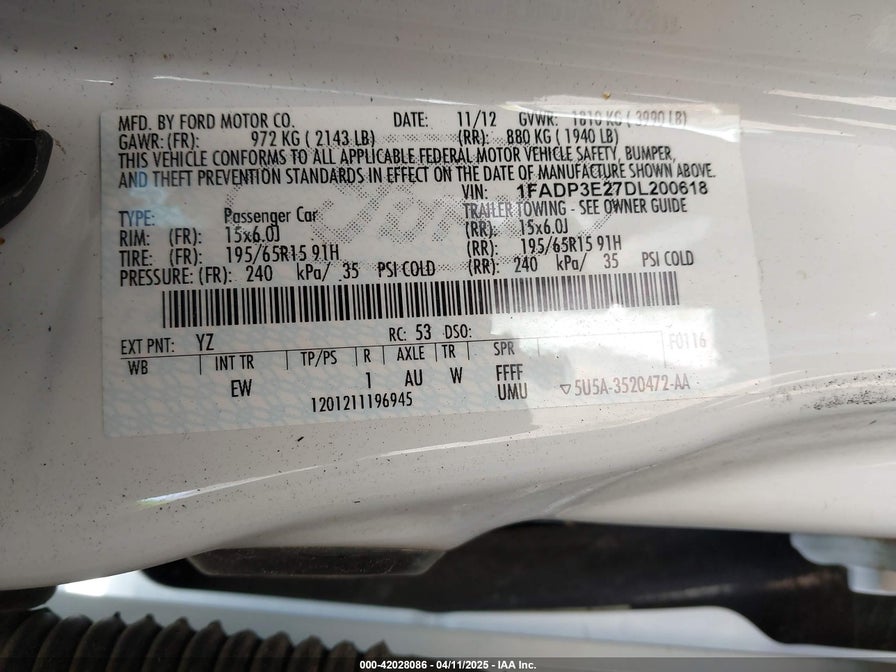 MFD. BY FORD MOTOR CO. DATE: 11/12 GVWR: 1810 KG ( 3990 LB)
GAWR: (FR): 972 KG ( 2143 LB) (RR): 880 KG ( 1940 LB)
THIS VEHICLE CONFORMS TO ALL APPLICABLE FEDERAL MOTOR VEHICLE SAFETY, BUMPER,
AND THEFT PREVENTION STANDARDS IN EFFECT ON THE DATE OF MANUFACTURE SHOWN ABOVE.
VIN: 1FADP3E27DL200618
TYPE: Passenger Car TRAILER TOWING - SEE OWNER GUIDE
RIM: (FR): 15x6.0J (RR): 15x6.0J
TIRE: (FR): 195/65R15 91H (RR): 195/65R15 91H
PRESSURE: (FR): 240 kPa/ 35 PSI COLD (RR): 240 kPa/ 35 PSI COLD
EXT PNT: YZ RC: 53 DSO: F0116
WB INT TR TP/PS R AXLE TR SPR
EW 1 AU W FFFF
1201211196945 UMU ▽5U5A-3520472-AA
Ford
000-42028086 - 04/11/2025 - IAA Inc.